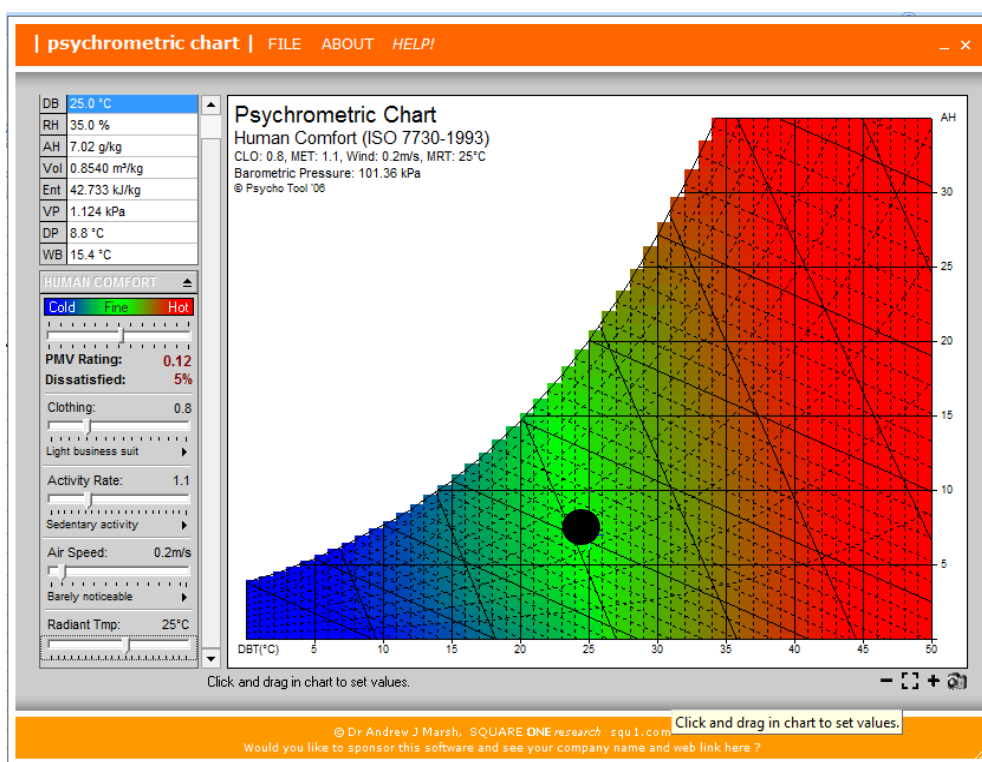 | psychrometric chart | FILE ABOUT HELP!
DB 25.0 °C
RH 35.0 %
AH 7.02 g/kg
Vol 0.8540 m³/kg
Ent 42.733 kJ/kg
VP 1.124 kPa
DP 8.8 °C
WB 15.4 °C
HUMAN COMFORT
Cold Fine Hot
PMV Rating: 0.12
Dissatisfied: 5%
Clothing: 0.8
Light business suit
Activity Rate: 1.1
Sedentary activity
Air Speed: 0.2m/s
Barely noticeable
Radiant Tmp: 25°C
Psychrometric Chart
Human Comfort (ISO 7730-1993)
CLO: 0.8, MET: 1.1, Wind: 0.2m/s, MRT: 25°C
Barometric Pressure: 101.36 kPa
© Psycho Tool '06
AH
30
25
20
15
10
5
DBT(°C) 5 10 15 20 25 30 35 40 45 50
Click and drag in chart to set values.
Click and drag in chart to set values.
© Dr Andrew J Marsh, SQUARE ONE research squ1.com
Would you like to sponsor this software and see your company name and web link here ?